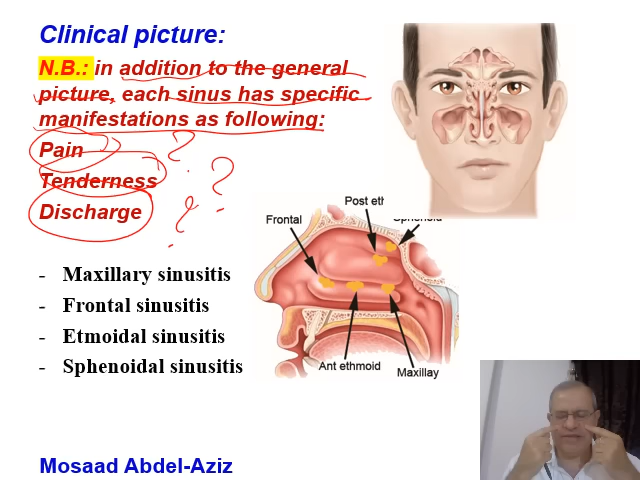 Clinical picture:
N.B.: in addition to the general
picture, each sinus has specific
manifestations as following:
Pain
Tenderness
Discharge
? ? ?
Post eth
Sphenoid
Frontal
Ant ethmoid
Maxillay
- Maxillary sinusitis
- Frontal sinusitis
- Etmoidal sinusitis
- Sphenoidal sinusitis
Mosaad Abdel-Aziz